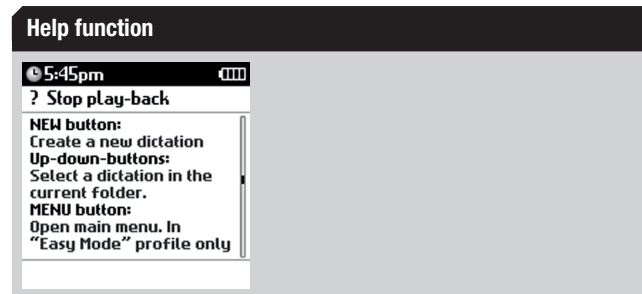 Help function
5:45pm
? Stop play-back
NEW button:
Create a new dictation
Up-down-buttons:
Select a dictation in the
current folder.
MENU button:
Open main menu. In
“Easy Mode” profile only